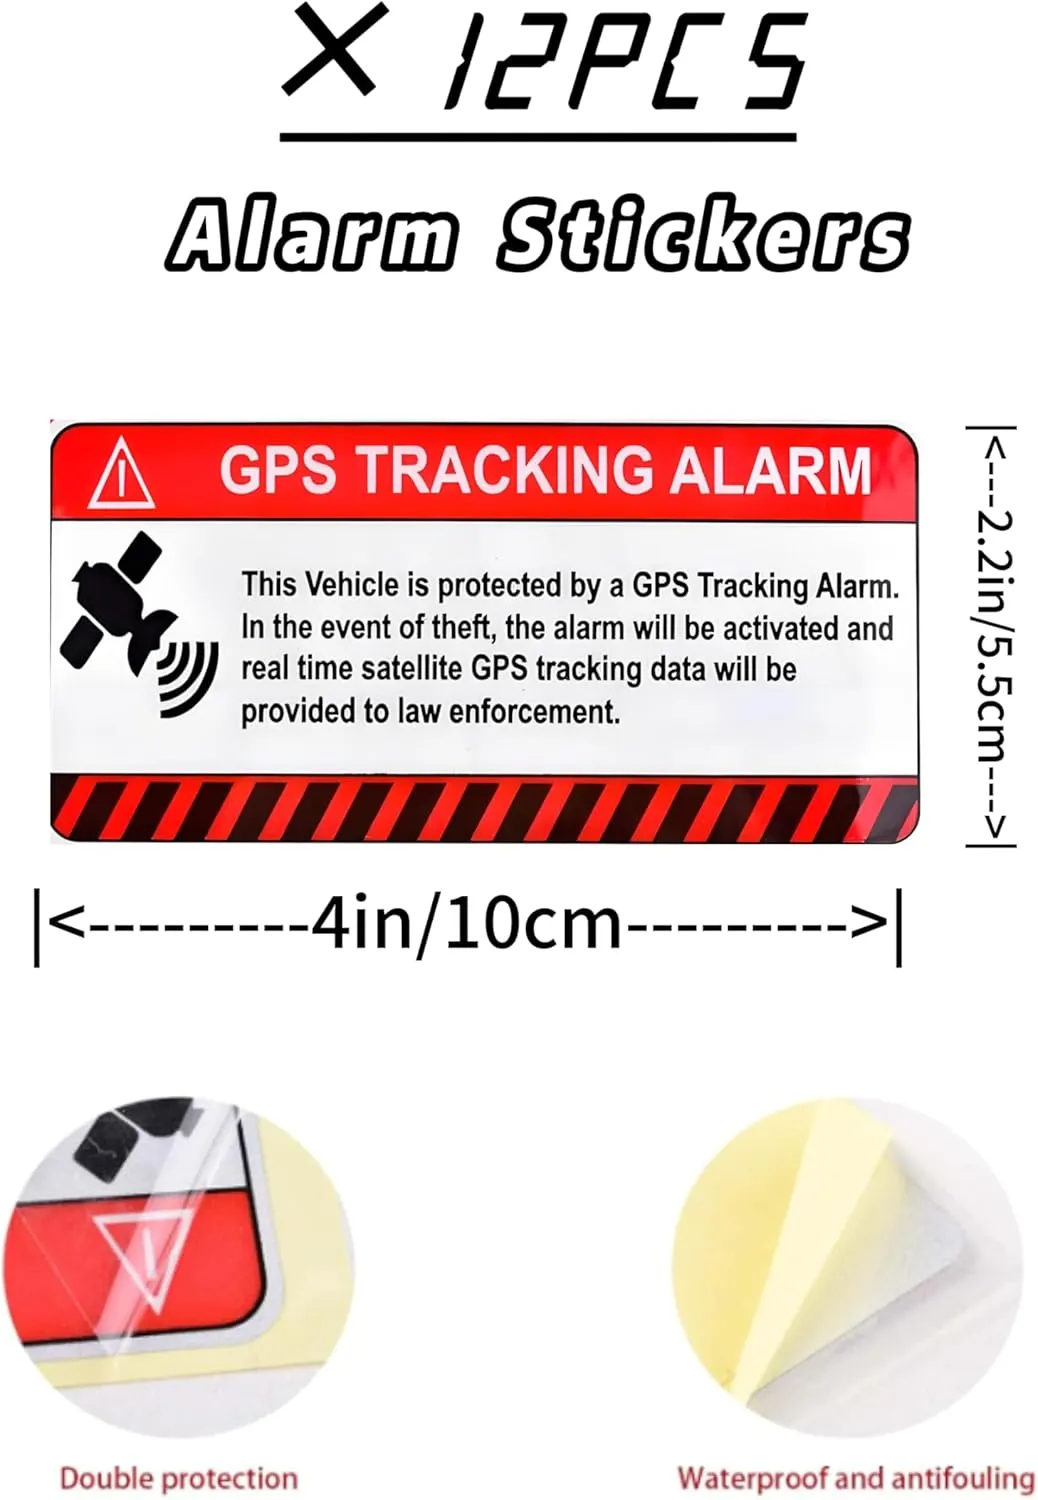 × 12PCS
Alarm Stickers
GPS TRACKING ALARM
This Vehicle is protected by a GPS Tracking Alarm.
In the event of theft, the alarm will be activated and
real time satellite GPS tracking data will be
provided to law enforcement.
|<---2.2in/5.5cm--->|
|<---------4in/10cm--------->|
Double protection
Waterproof and antifouling